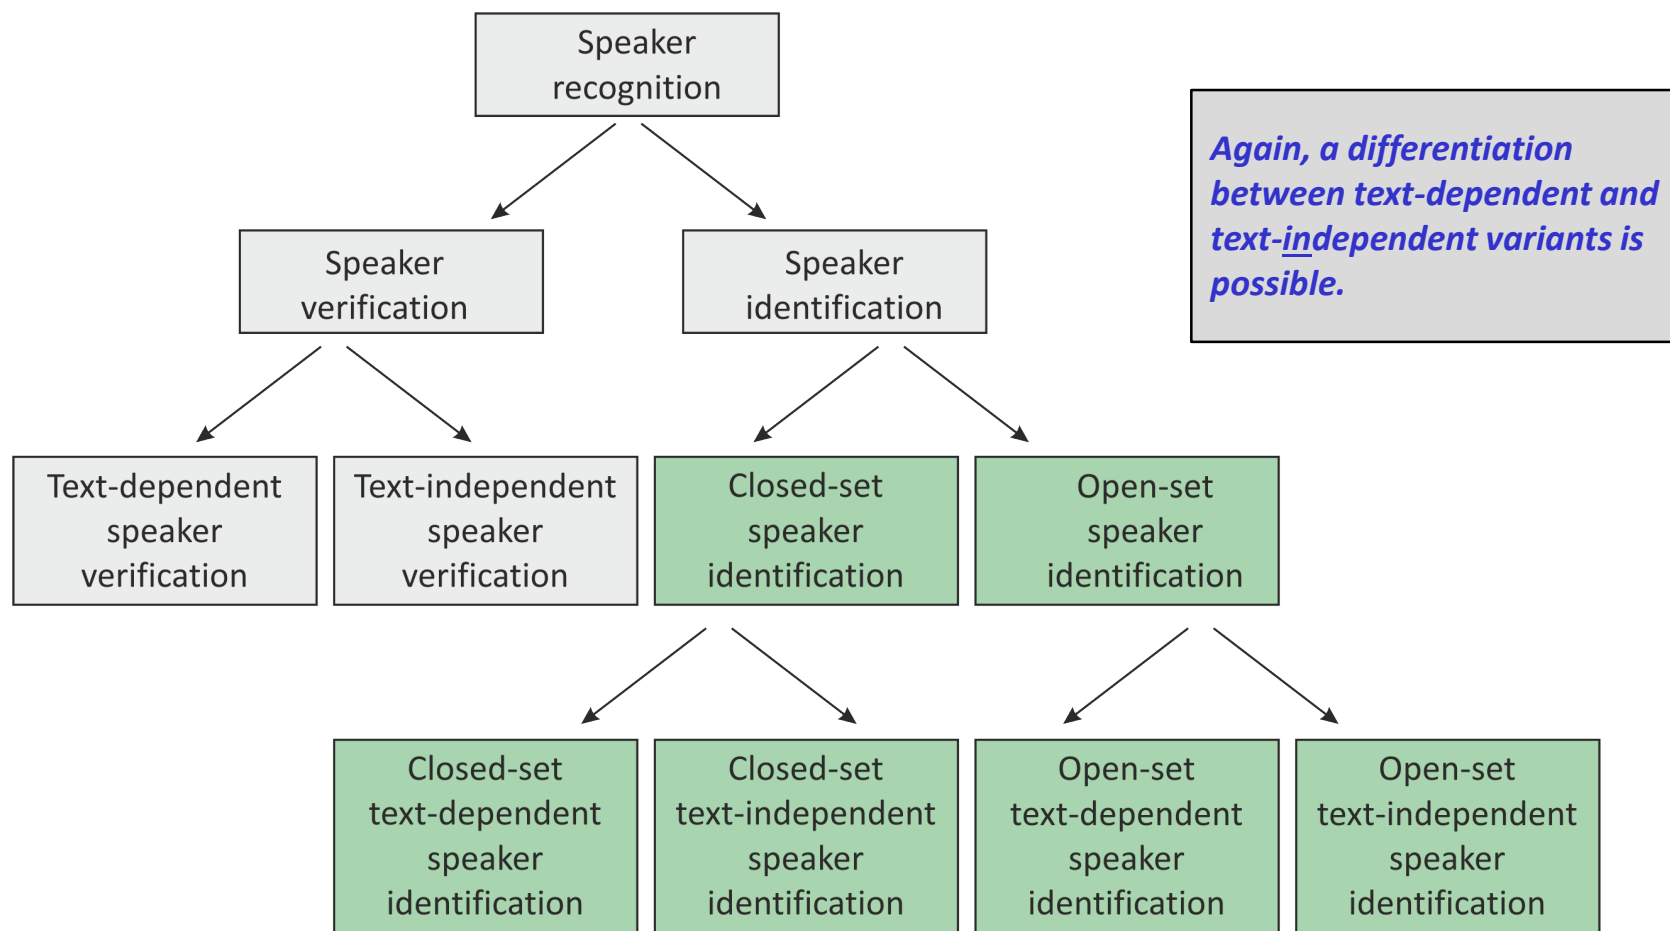 Speaker
recognition
Again, a differentiation
between text-dependent and
text-independent variants is
possible.
Speaker
verification
Speaker
identification
Text-dependent
speaker
verification
Text-independent
speaker
verification
Closed-set
speaker
identification
Open-set
speaker
identification
Closed-set
text-dependent
speaker
identification
Closed-set
text-independent
speaker
identification
Open-set
text-dependent
speaker
identification
Open-set
text-independent
speaker
identification